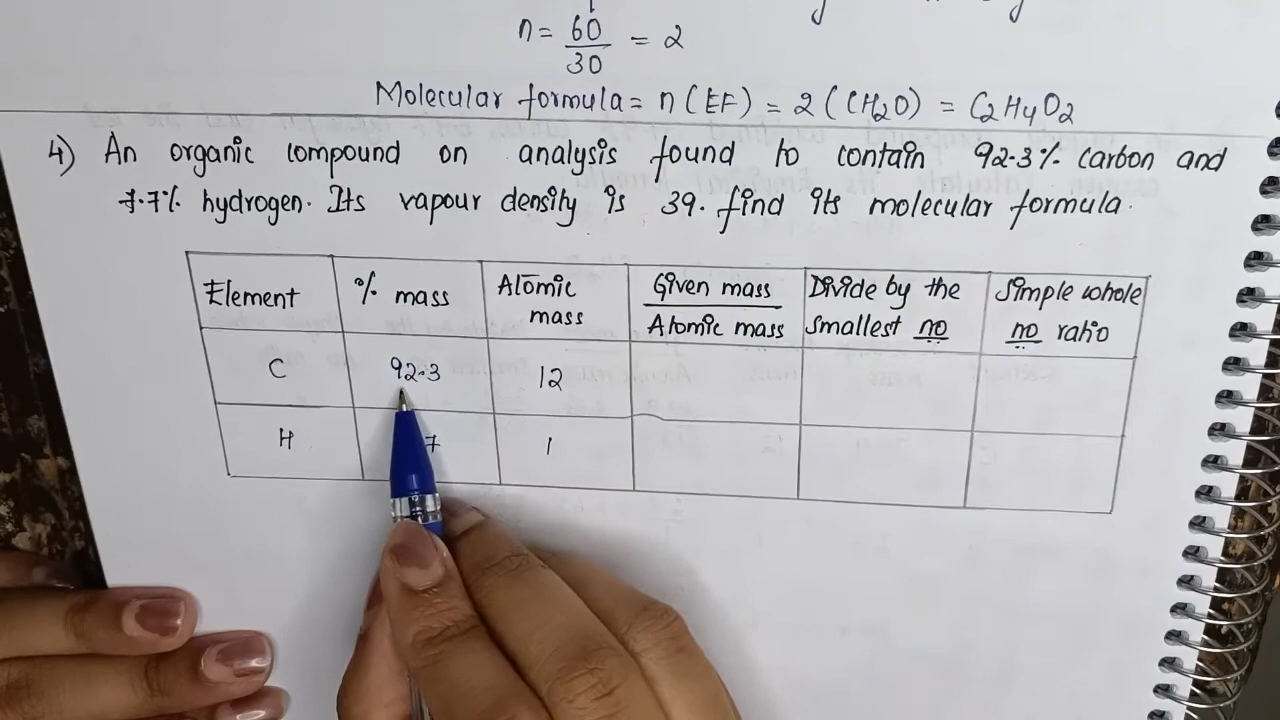 n = 60/30 = 2
Molecular formula = n (EF) = 2 (CH2O) = C2H4O2
4) An organic compound on analysis found to contain 92.3% carbon and
7.7% hydrogen. Its vapour density is 39. find its molecular formula.
Element % mass Atomic mass Given mass / Atomic mass Divide by the smallest no Simple whole no ratio
C 92.3 12
H 7 1